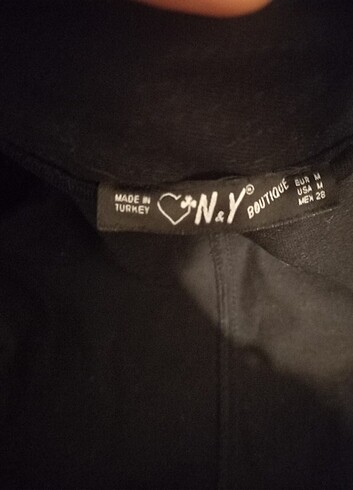 MADE IN
TURKEY
N&Y® BOUTIQUE
EUR M
USA M
MEX 28